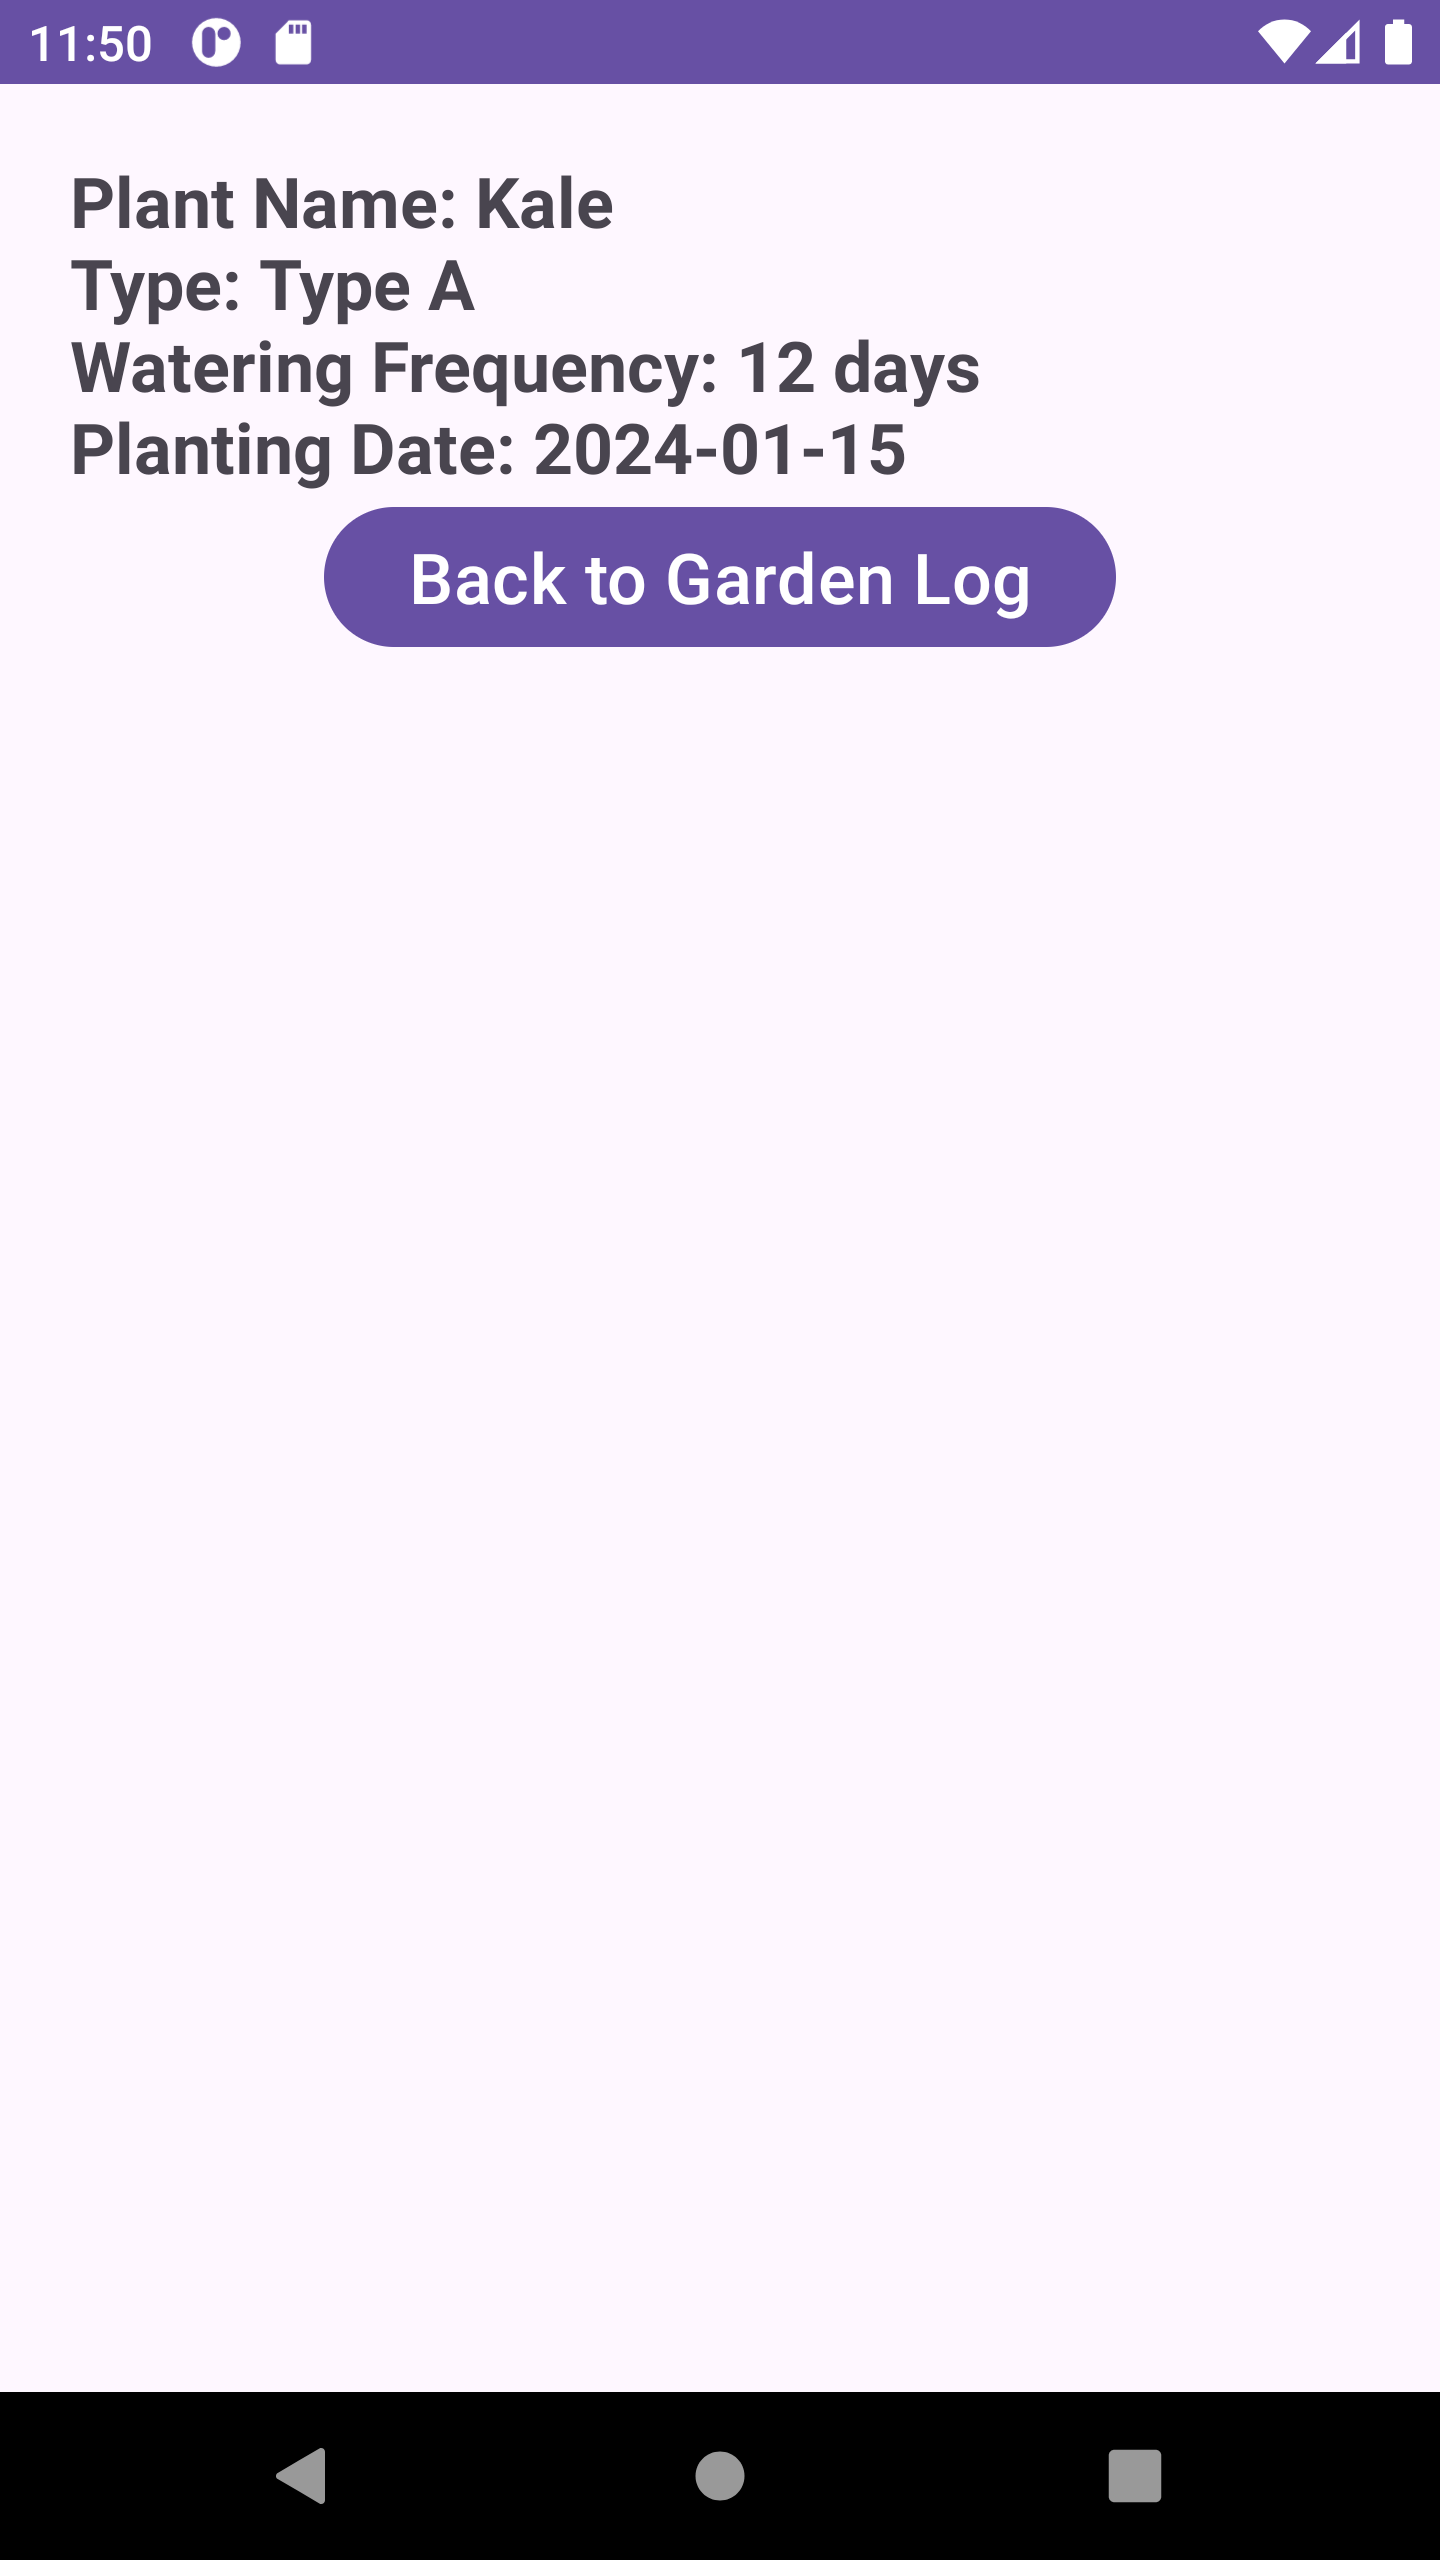 11:50
Plant Name: Kale
Type: Type A
Watering Frequency: 12 days
Planting Date: 2024-01-15
Back to Garden Log